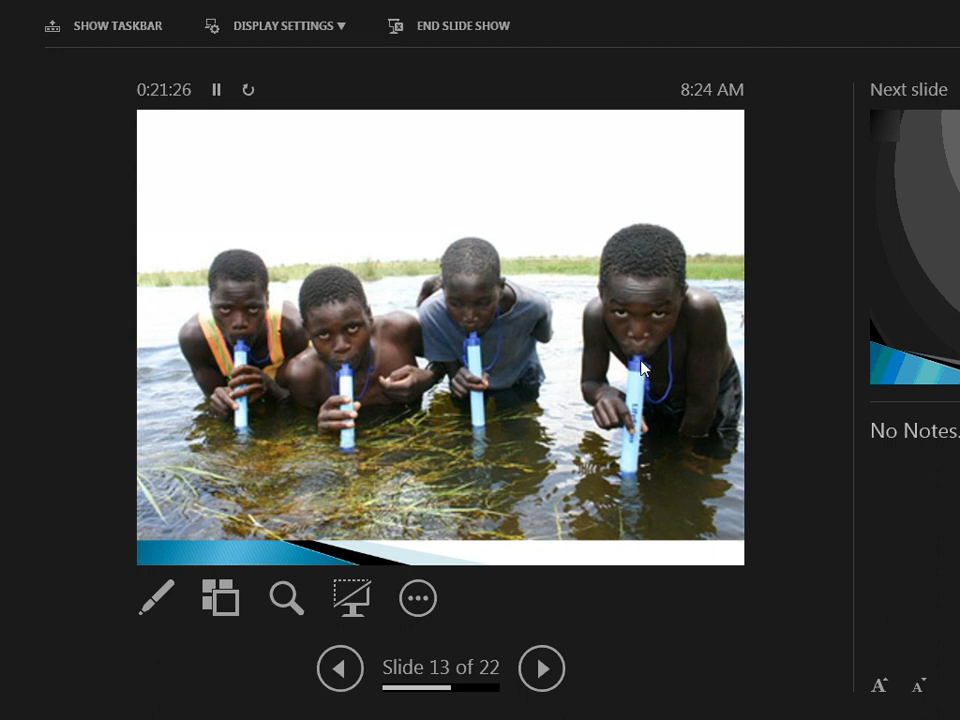 SHOW TASKBAR
DISPLAY SETTINGS ▼
END SLIDE SHOW
0:21:26
8:24 AM
Next slide
No Notes.
Slide 13 of 22
A
A